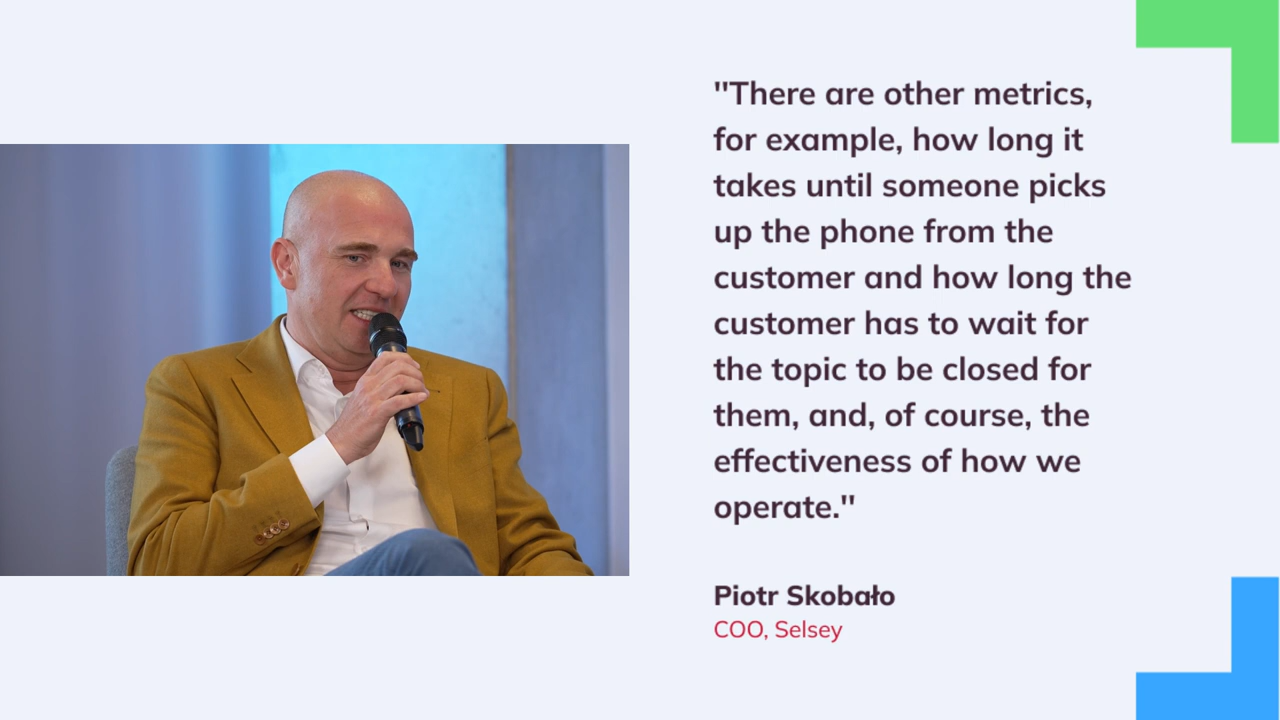 "There are other metrics,
for example, how long it
takes until someone picks
up the phone from the
customer and how long the
customer has to wait for
the topic to be closed for
them, and, of course, the
effectiveness of how we
operate."
Piotr Skobało
COO, Selsey